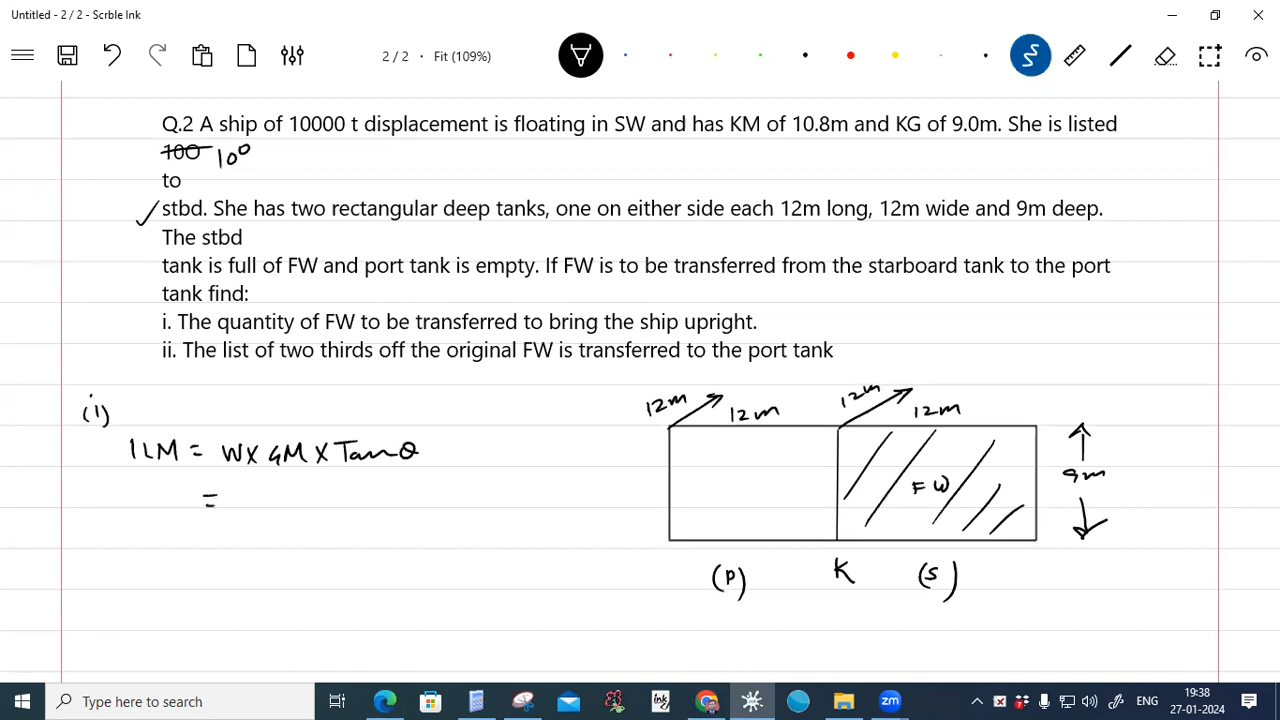 Untitled - 2 / 2 - Scrble Ink
2 / 2 · Fit (109%)
Q.2 A ship of 10000 t displacement is floating in SW and has KM of 10.8m and KG of 9.0m. She is listed
100 10⁰
to
stbd. She has two rectangular deep tanks, one on either side each 12m long, 12m wide and 9m deep.
The stbd
tank is full of FW and port tank is empty. If FW is to be transferred from the starboard tank to the port
tank find:
i. The quantity of FW to be transferred to bring the ship upright.
ii. The list of two thirds off the original FW is transferred to the port tank
(i)
ILM = W x GM x Tan θ
=
12m 12m 12m 12m
FW
9m
(P) K (S)
Type here to search
ENG
19:38
27-01-2024